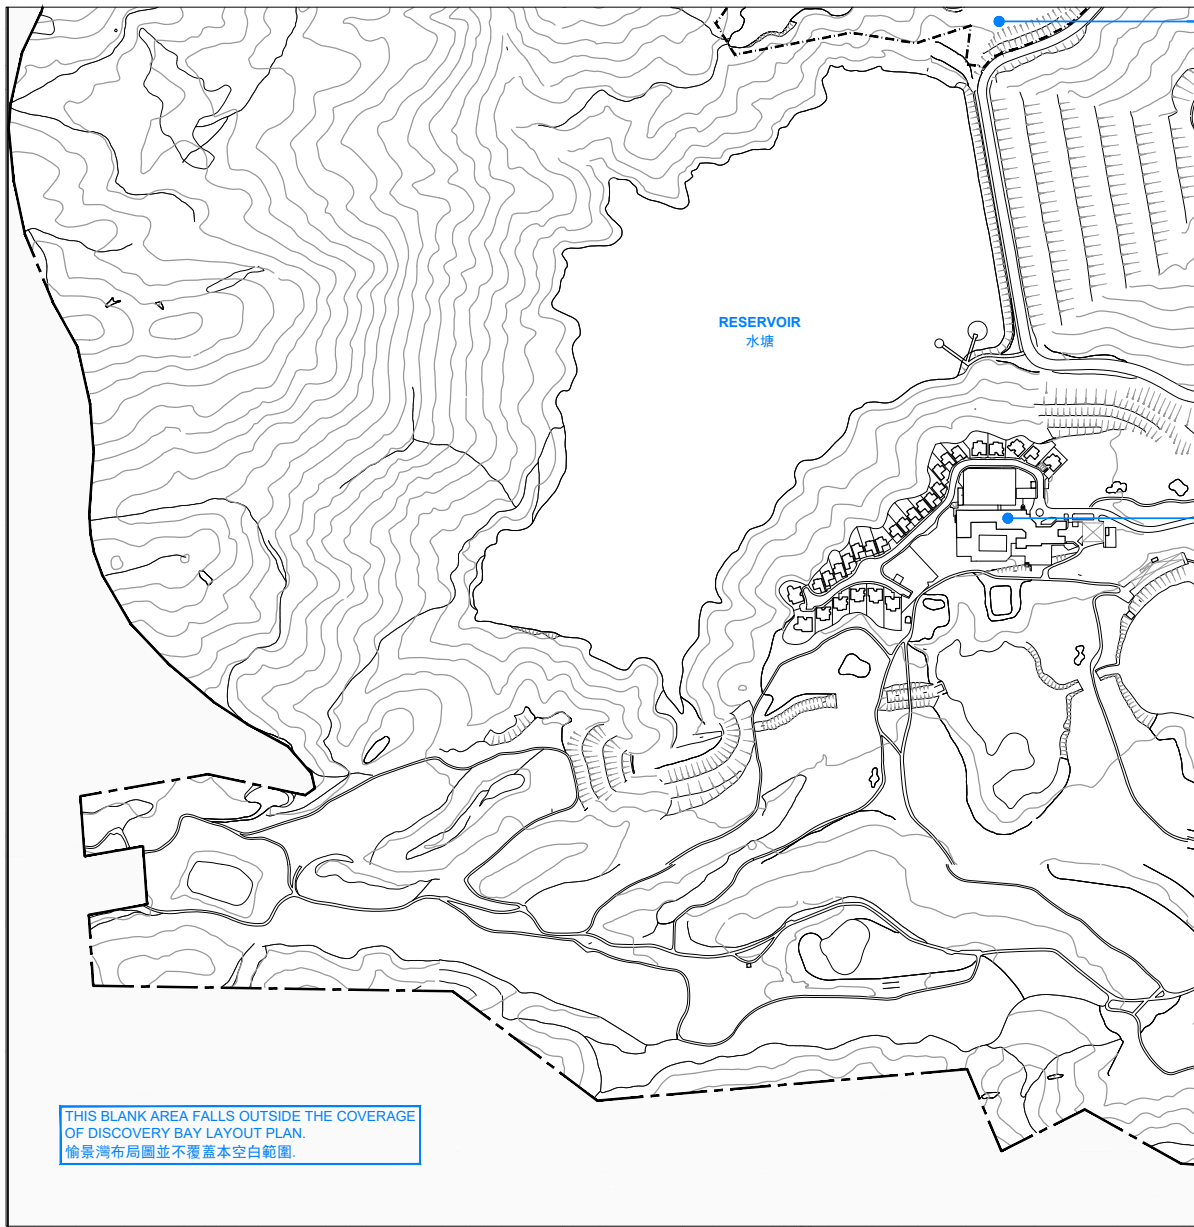 RESERVOIR
水塘
THIS BLANK AREA FALLS OUTSIDE THE COVERAGE
OF DISCOVERY BAY LAYOUT PLAN.
愉景灣布局圖並不覆蓋本空白範圍.